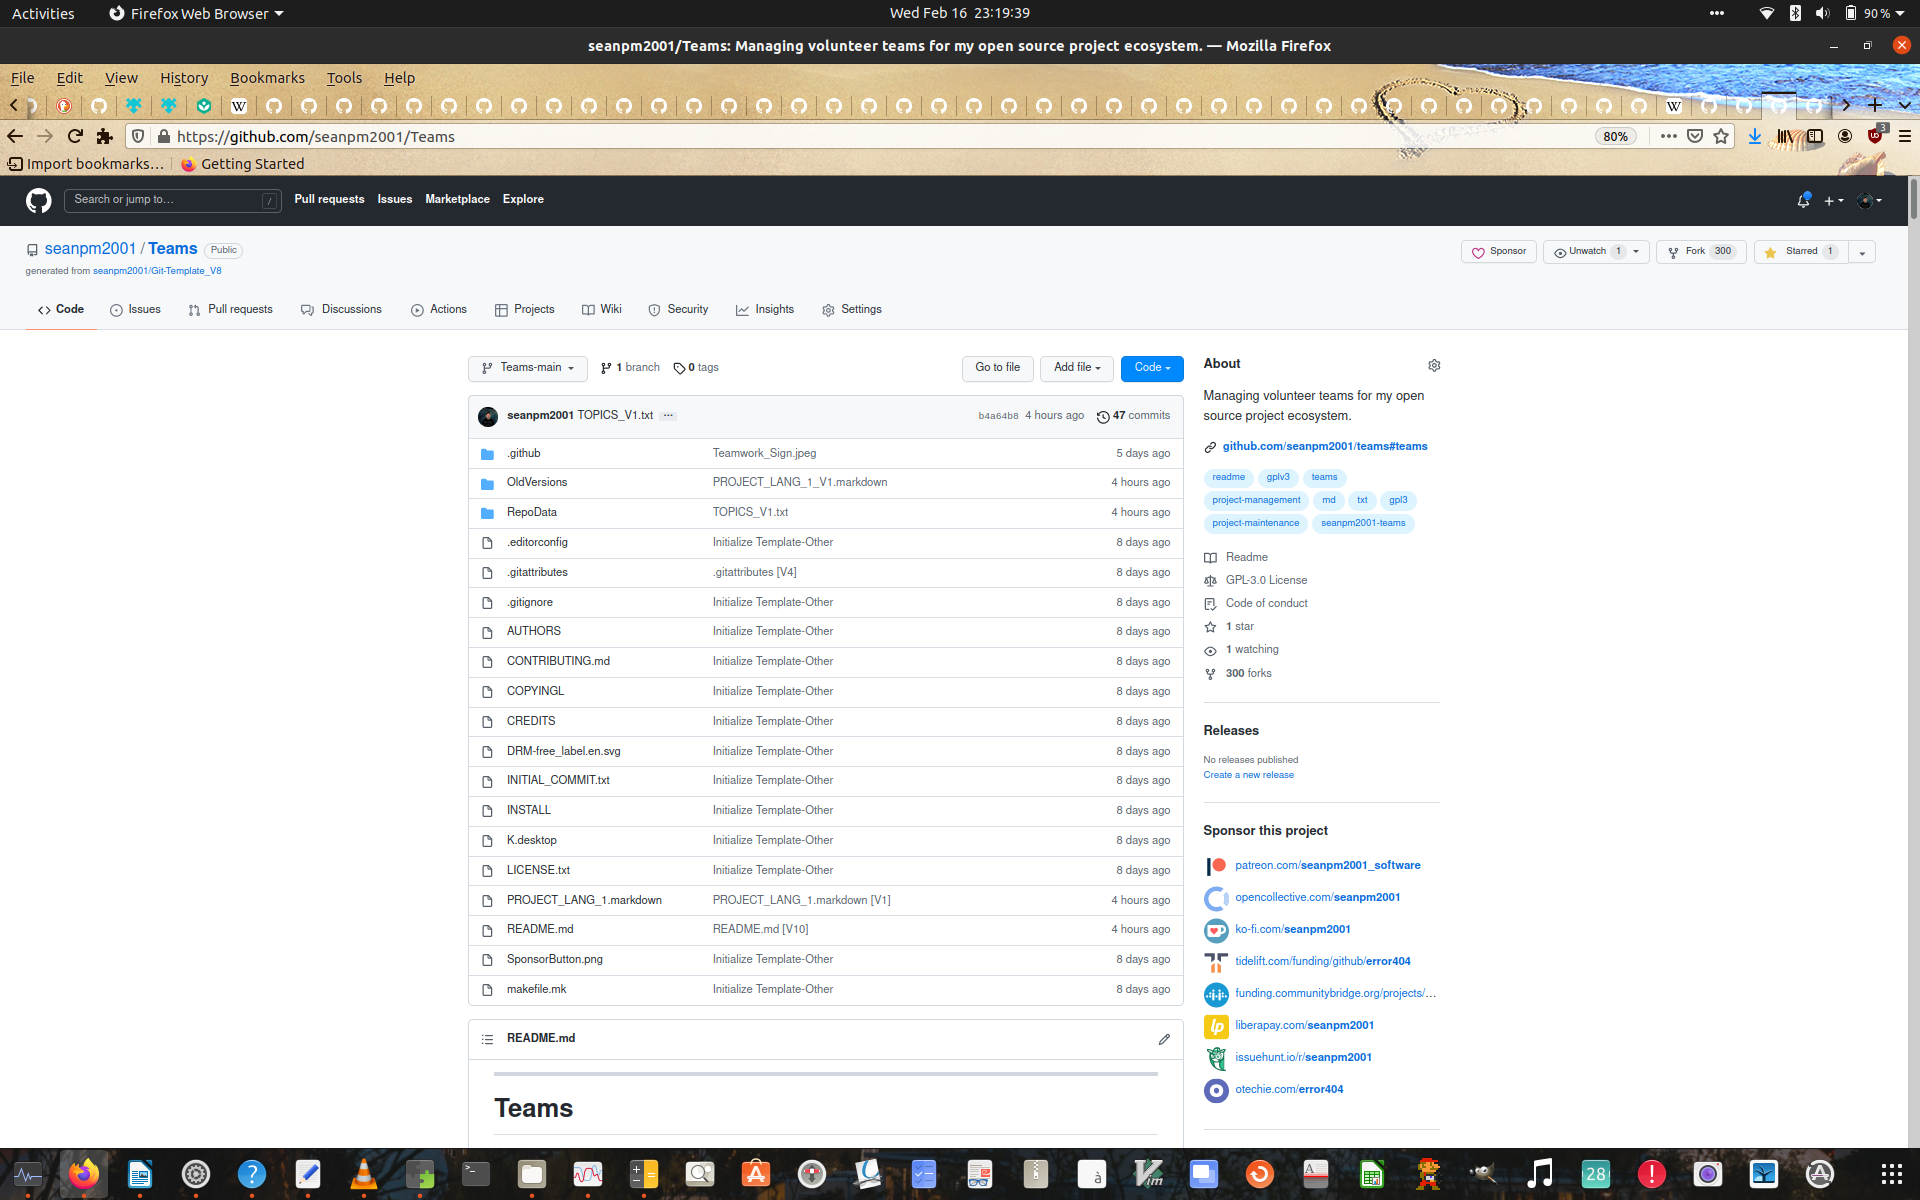 Activities Firefox Web Browser Wed Feb 16 23:19:39 90 %
seanpm2001/Teams: Managing volunteer teams for my open source project ecosystem. — Mozilla Firefox
File Edit View History Bookmarks Tools Help
https://github.com/seanpm2001/Teams 80% 3
Import bookmarks... Getting Started
Search or jump to... / Pull requests Issues Marketplace Explore
seanpm2001 / Teams Public Sponsor Unwatch 1 Fork 300 Starred 1
generated from seanpm2001/Git-Template_V8
Code Issues Pull requests Discussions Actions Projects Wiki Security Insights Settings
Teams-main 1 branch 0 tags Go to file Add file Code
seanpm2001 TOPICS_V1.txt ... b4a64b8 4 hours ago 47 commits
.github Teamwork_Sign.jpeg 5 days ago
OldVersions PROJECT_LANG_1_V1.markdown 4 hours ago
RepoData TOPICS_V1.txt 4 hours ago
.editorconfig Initialize Template-Other 8 days ago
.gitattributes .gitattributes [V4] 8 days ago
.gitignore Initialize Template-Other 8 days ago
AUTHORS Initialize Template-Other 8 days ago
CONTRIBUTING.md Initialize Template-Other 8 days ago
COPYINGL Initialize Template-Other 8 days ago
CREDITS Initialize Template-Other 8 days ago
DRM-free_label.en.svg Initialize Template-Other 8 days ago
INITIAL_COMMIT.txt Initialize Template-Other 8 days ago
INSTALL Initialize Template-Other 8 days ago
K.desktop Initialize Template-Other 8 days ago
LICENSE.txt Initialize Template-Other 8 days ago
PROJECT_LANG_1.markdown PROJECT_LANG_1.markdown [V1] 4 hours ago
README.md README.md [V10] 4 hours ago
SponsorButton.png Initialize Template-Other 8 days ago
makefile.mk Initialize Template-Other 8 days ago
README.md
Teams
About
Managing volunteer teams for my open
source project ecosystem.
github.com/seanpm2001/teams#teams
readme gplv3 teams
project-management md txt gpl3
project-maintenance seanpm2001-teams
Readme
GPL-3.0 License
Code of conduct
1 star
1 watching
300 forks
Releases
No releases published
Create a new release
Sponsor this project
patreon.com/seanpm2001_software
opencollective.com/seanpm2001
ko-fi.com/seanpm2001
tidelift.com/funding/github/error404
funding.communitybridge.org/projects/...
liberapay.com/seanpm2001
issuehunt.io/r/seanpm2001
otechie.com/error404
28